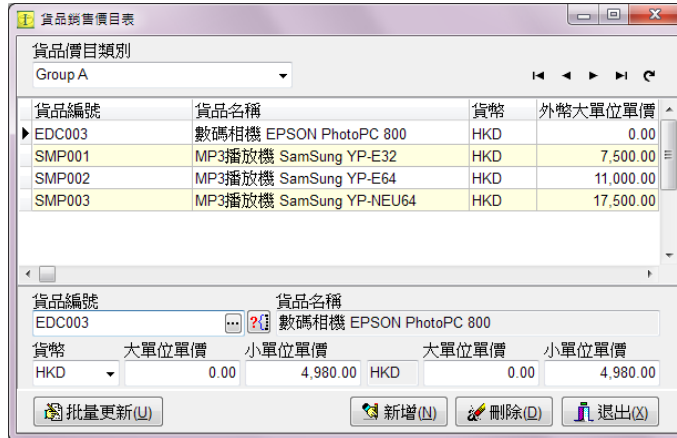 貨品銷售價目表
貨品價目類別
Group A
貨品編號 貨品名稱 貨幣 外幣大單位單價
EDC003 數碼相機 EPSON PhotoPC 800 HKD 0.00
SMP001 MP3播放機 SamSung YP-E32 HKD 7,500.00
SMP002 MP3播放機 SamSung YP-E64 HKD 11,000.00
SMP003 MP3播放機 SamSung YP-NEU64 HKD 17,500.00
貨品編號 貨品名稱
EDC003 ... ?{} 數碼相機 EPSON PhotoPC 800
貨幣 大單位單價 小單位單價 大單位單價 小單位單價
HKD 0.00 4,980.00 HKD 0.00 4,980.00
批量更新(U) 新增(N) 刪除(D) 退出(X)